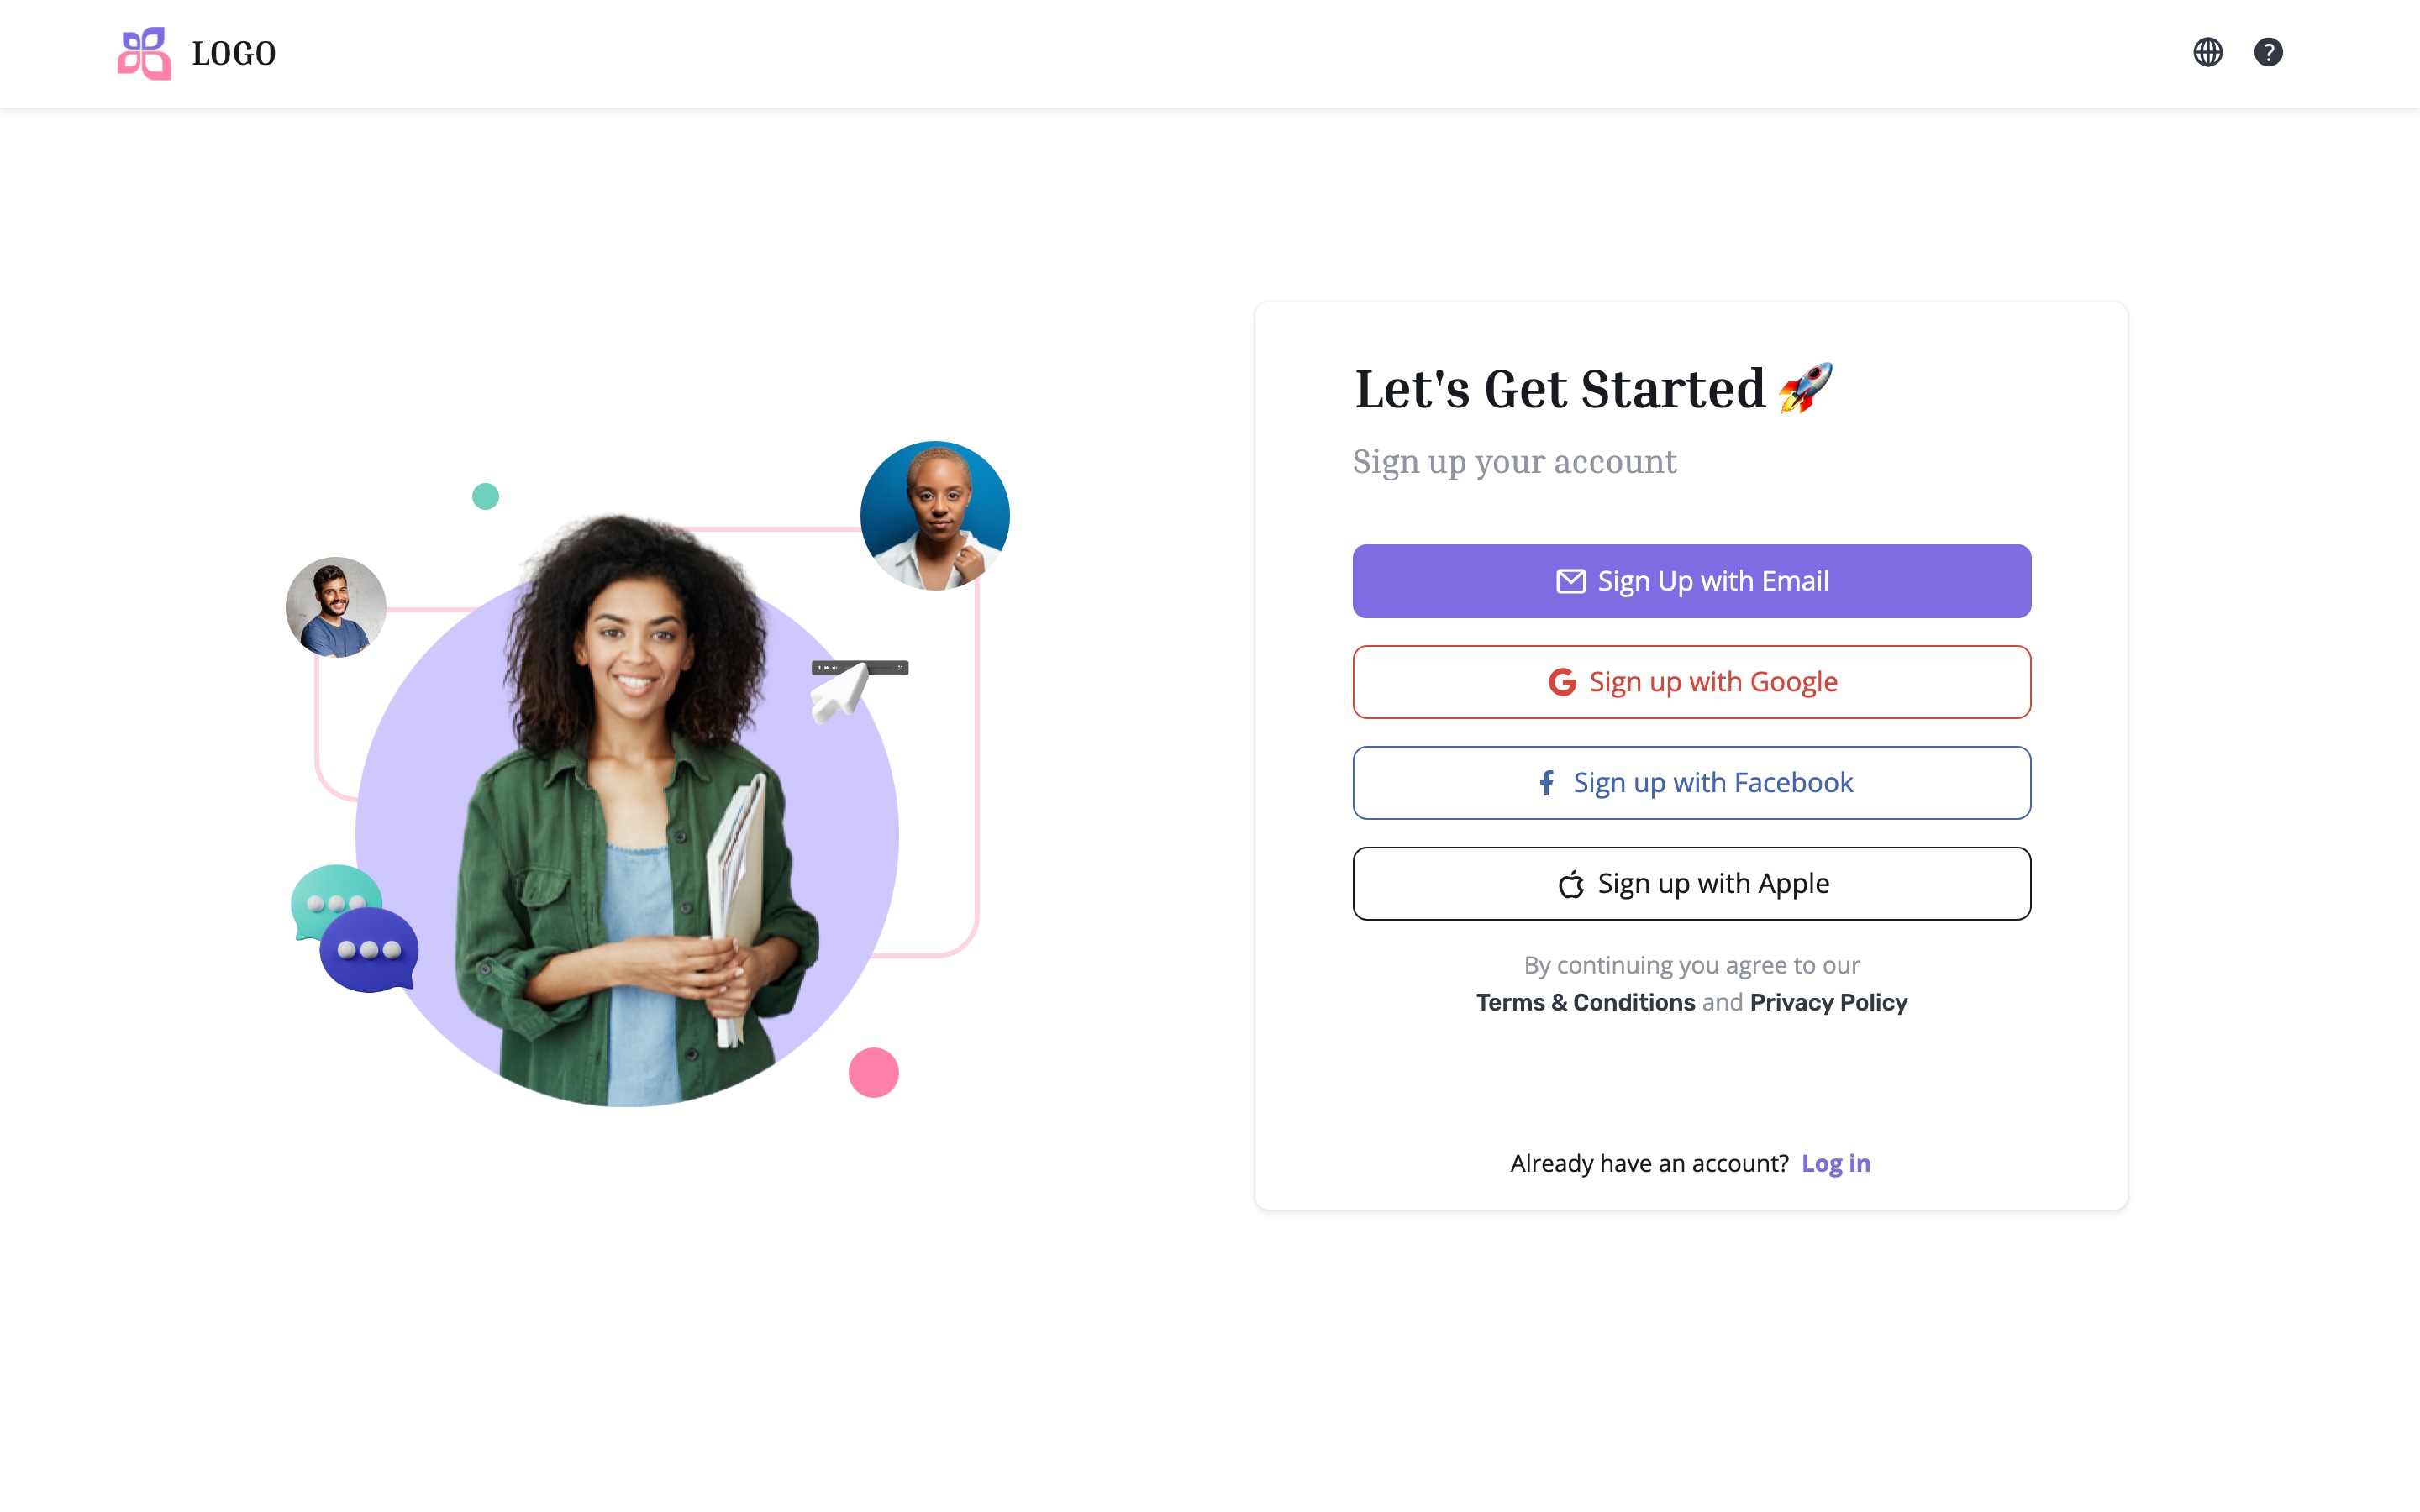 LOGO
Let's Get Started 🚀
Sign up your account
Sign Up with Email
Sign up with Google
Sign up with Facebook
Sign up with Apple
By continuing you agree to our
Terms & Conditions and Privacy Policy
Already have an account? Log in